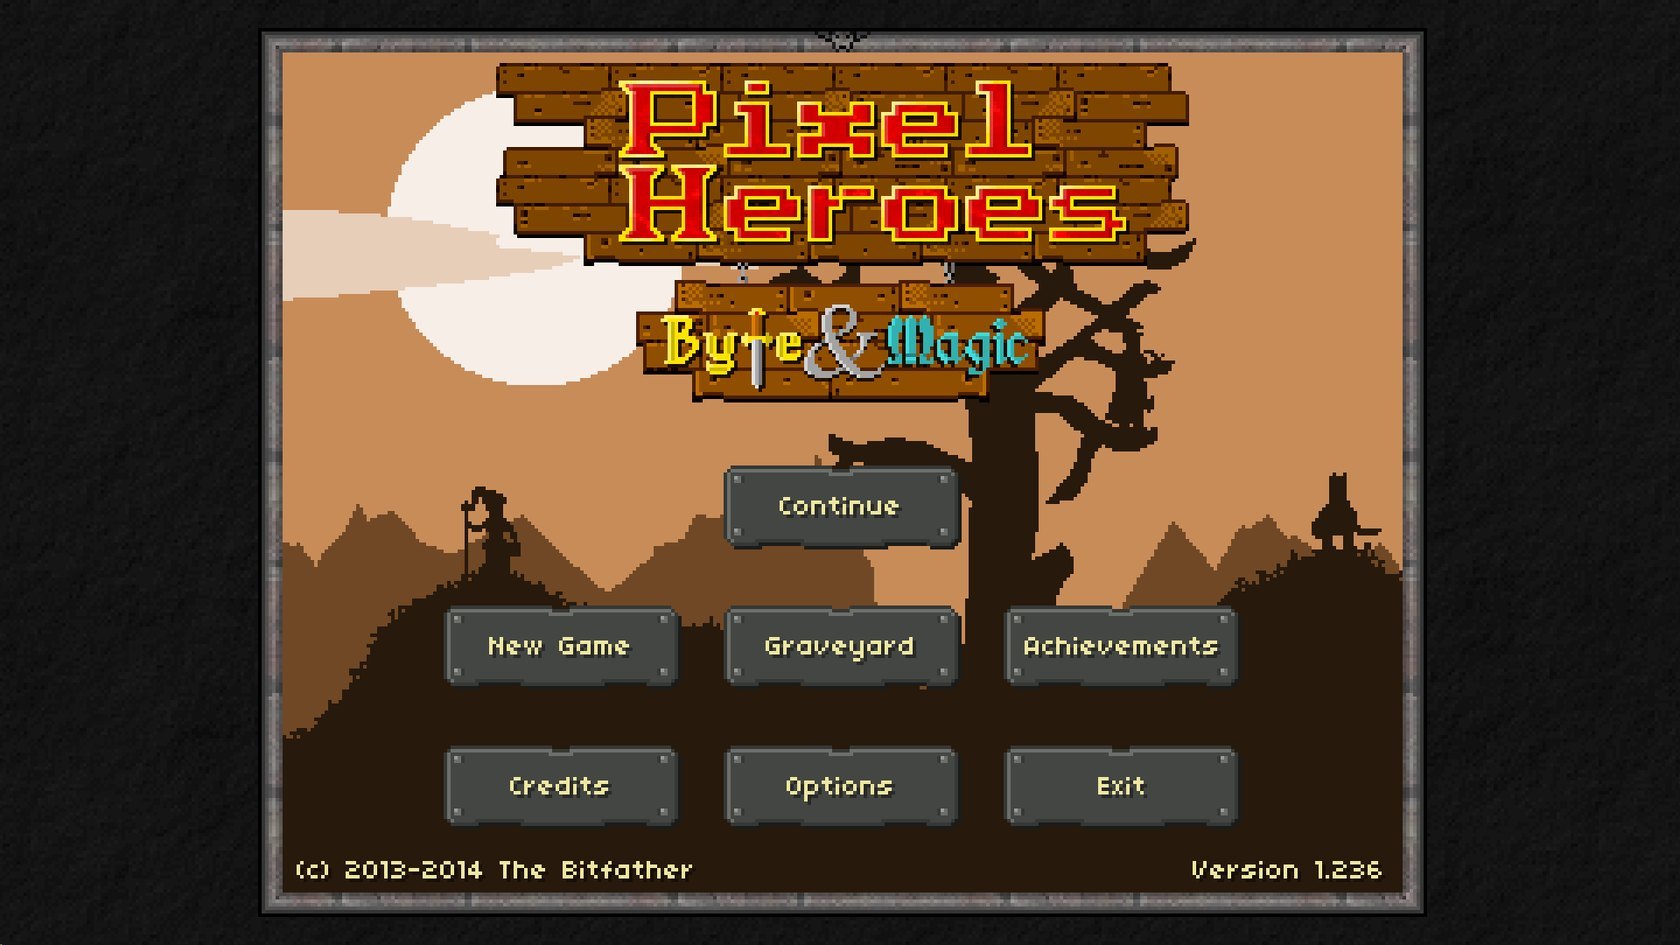 Pixel
Heroes
Byte & Magic
Continue
New Game
Graveyard
Achievements
Credits
Options
Exit
(c) 2013-2014 The Bitfather
Version 1.236